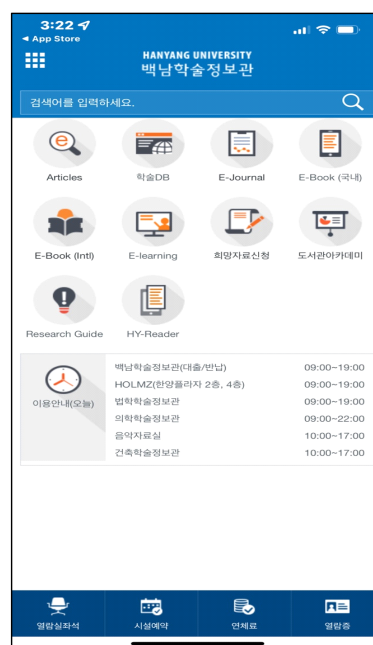 3:22
◀ App Store
HANYANG UNIVERSITY
백남학술정보관
검색어를 입력하세요.
e
Articles
학술DB
E-Journal
E-Book (국내)
E-Book (Intl)
E-learning
희망자료신청
도서관아카데미
Research Guide
HY-Reader
이용안내(오늘)
백남학술정보관(대출/반납) 09:00~19:00
HOLMZ(한양플라자 2층, 4층) 09:00~19:00
법학학술정보관 09:00~19:00
의학학술정보관 09:00~22:00
음악자료실 10:00~17:00
건축학술정보관 10:00~17:00
열람실좌석
시설예약
연체료
열람증